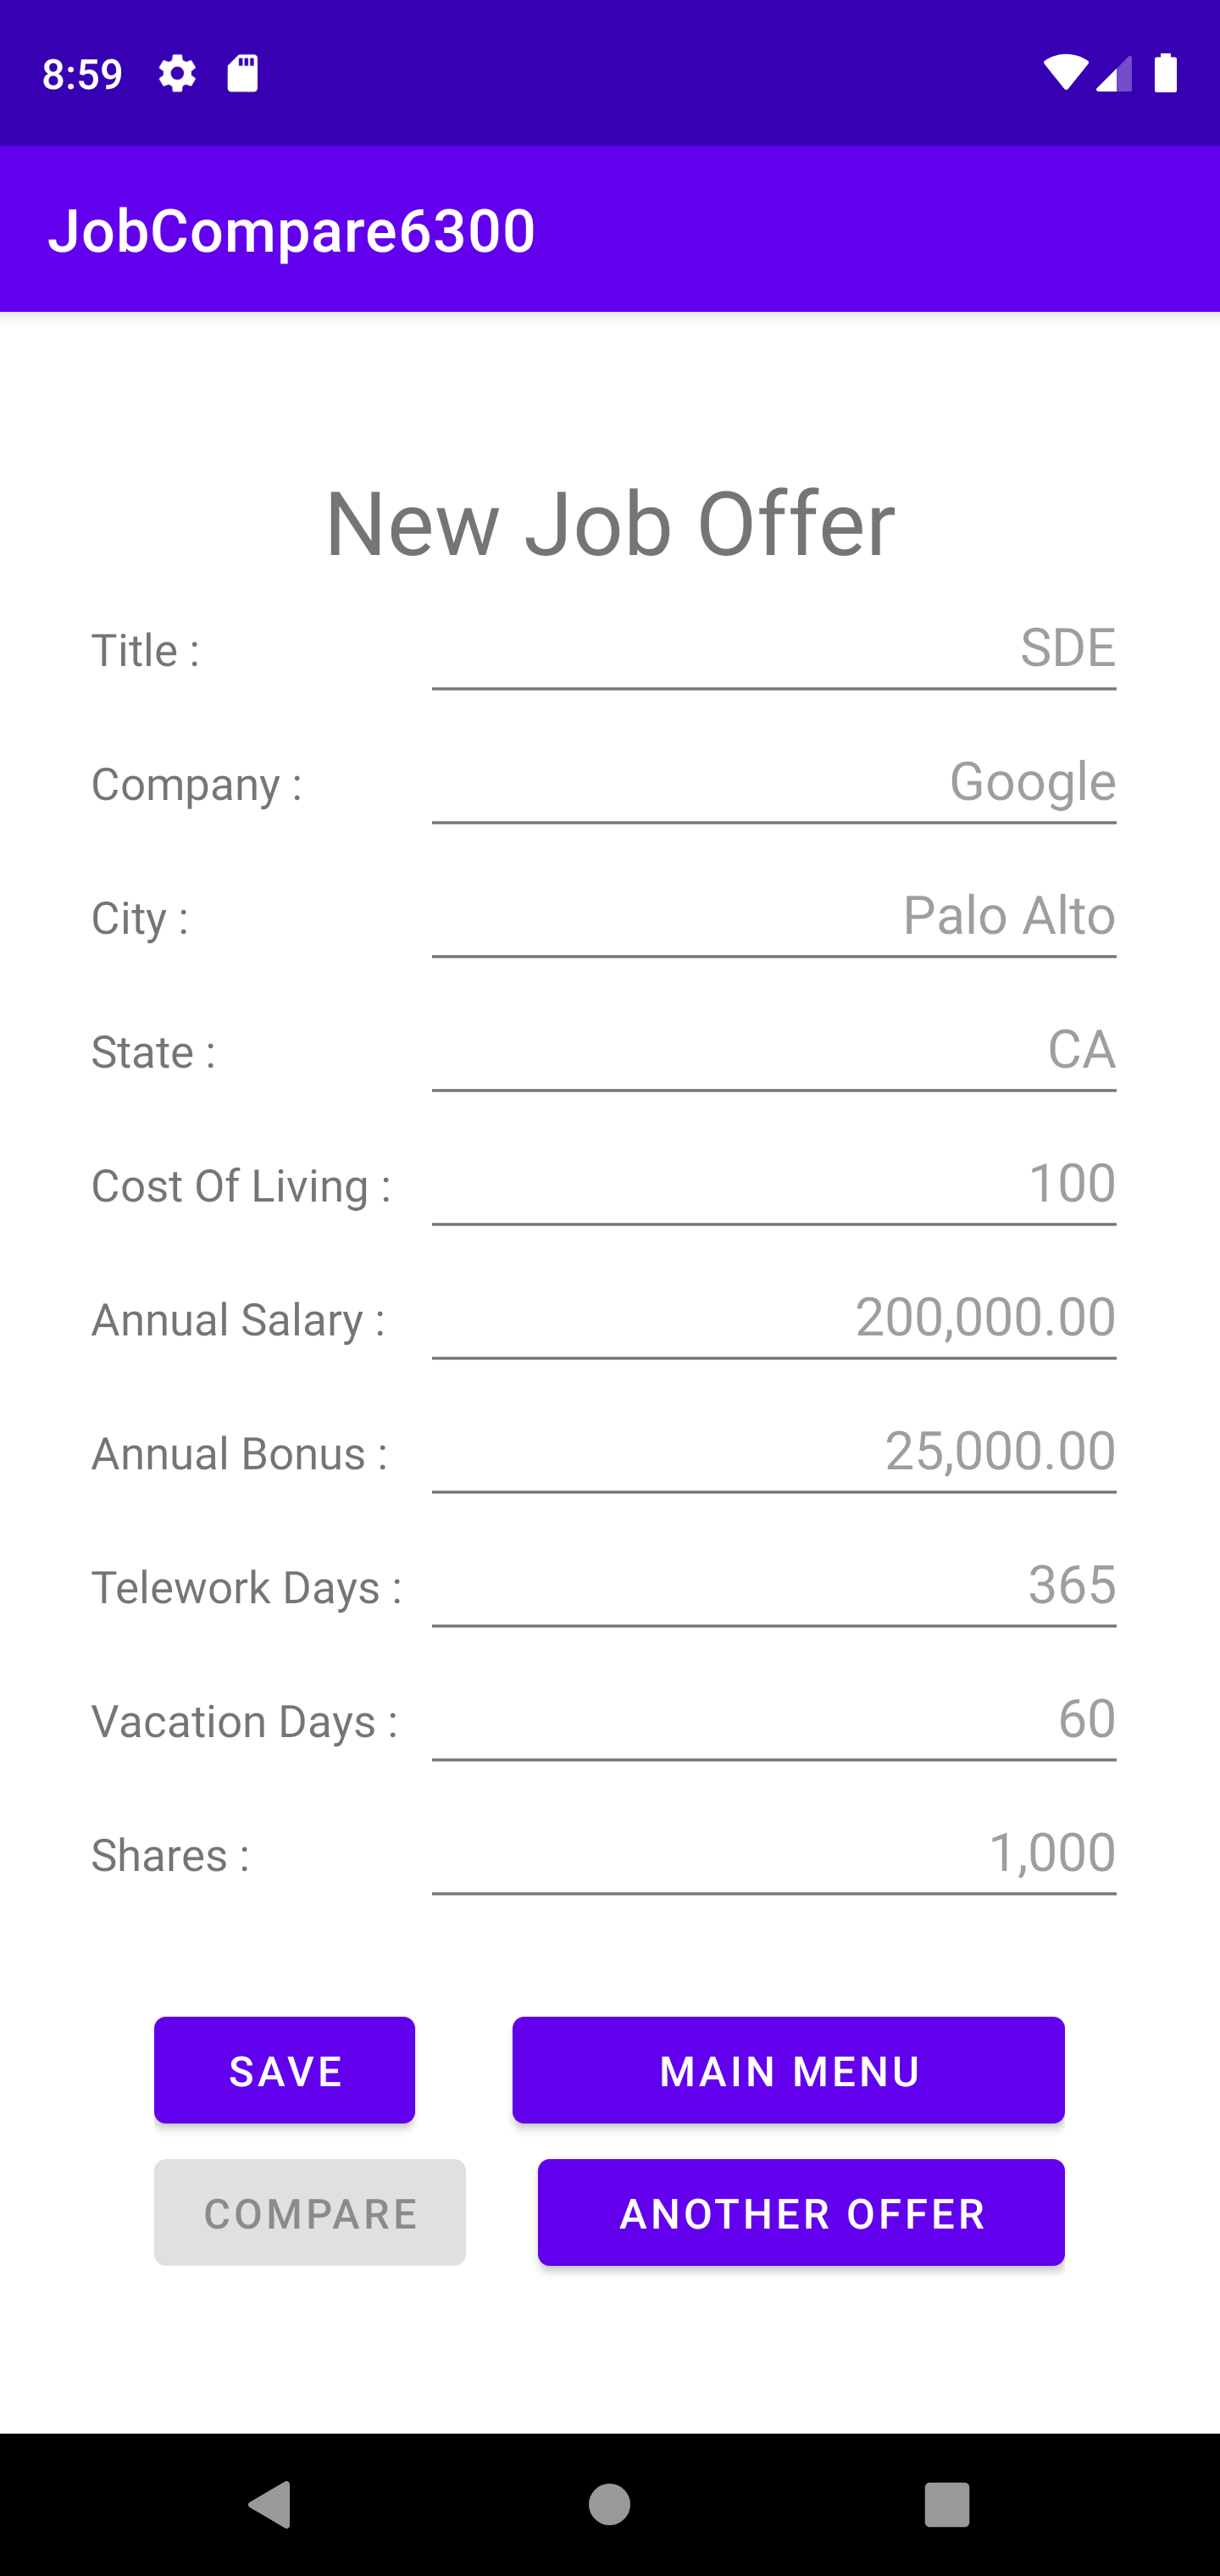 8:59
JobCompare6300
New Job Offer
Title : SDE
Company : Google
City : Palo Alto
State : CA
Cost Of Living : 100
Annual Salary : 200,000.00
Annual Bonus : 25,000.00
Telework Days : 365
Vacation Days : 60
Shares : 1,000
SAVE MAIN MENU
COMPARE ANOTHER OFFER